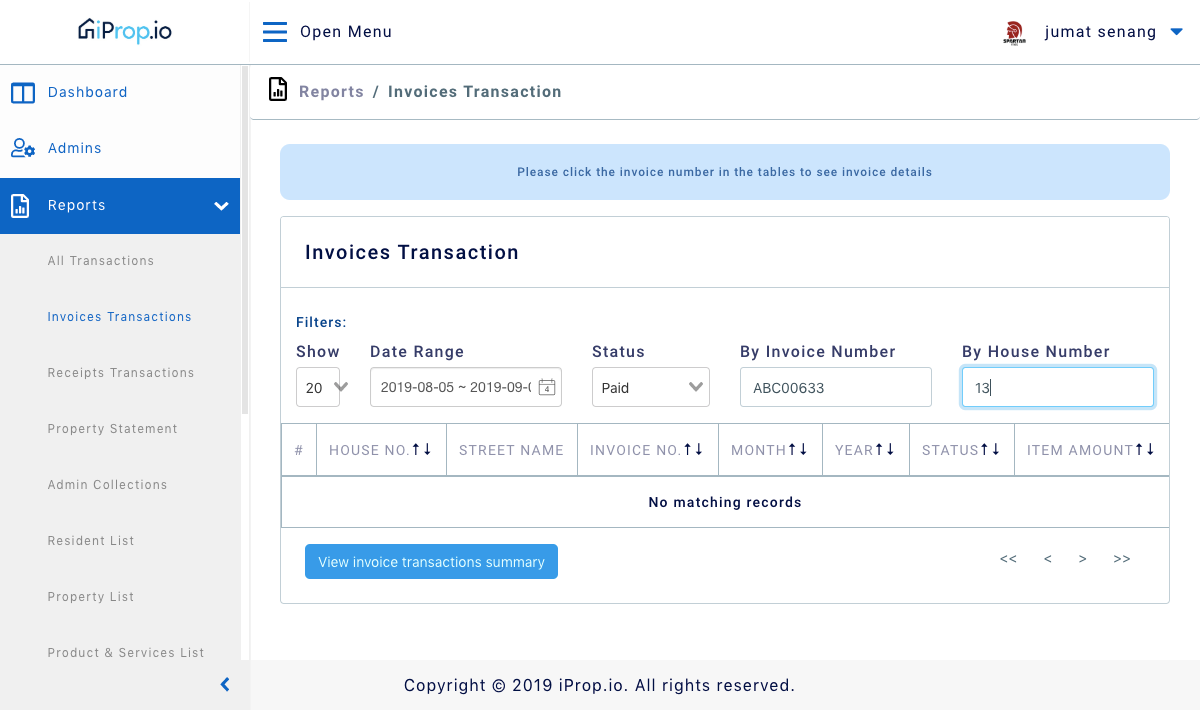 iProp.io
Open Menu
SPARTAN
jumat senang
Dashboard
Admins
Reports
All Transactions
Invoices Transactions
Receipts Transactions
Property Statement
Admin Collections
Resident List
Property List
Product & Services List
Reports / Invoices Transaction
Please click the invoice number in the tables to see invoice details
Invoices Transaction
Filters:
Show Date Range Status By Invoice Number By House Number
20 2019-08-05 ~ 2019-09-0 4 Paid ABC00633 13
# HOUSE NO.↑↓ STREET NAME INVOICE NO.↑↓ MONTH↑↓ YEAR↑↓ STATUS↑↓ ITEM AMOUNT↑↓
No matching records
View invoice transactions summary << < > >>
Copyright © 2019 iProp.io. All rights reserved.